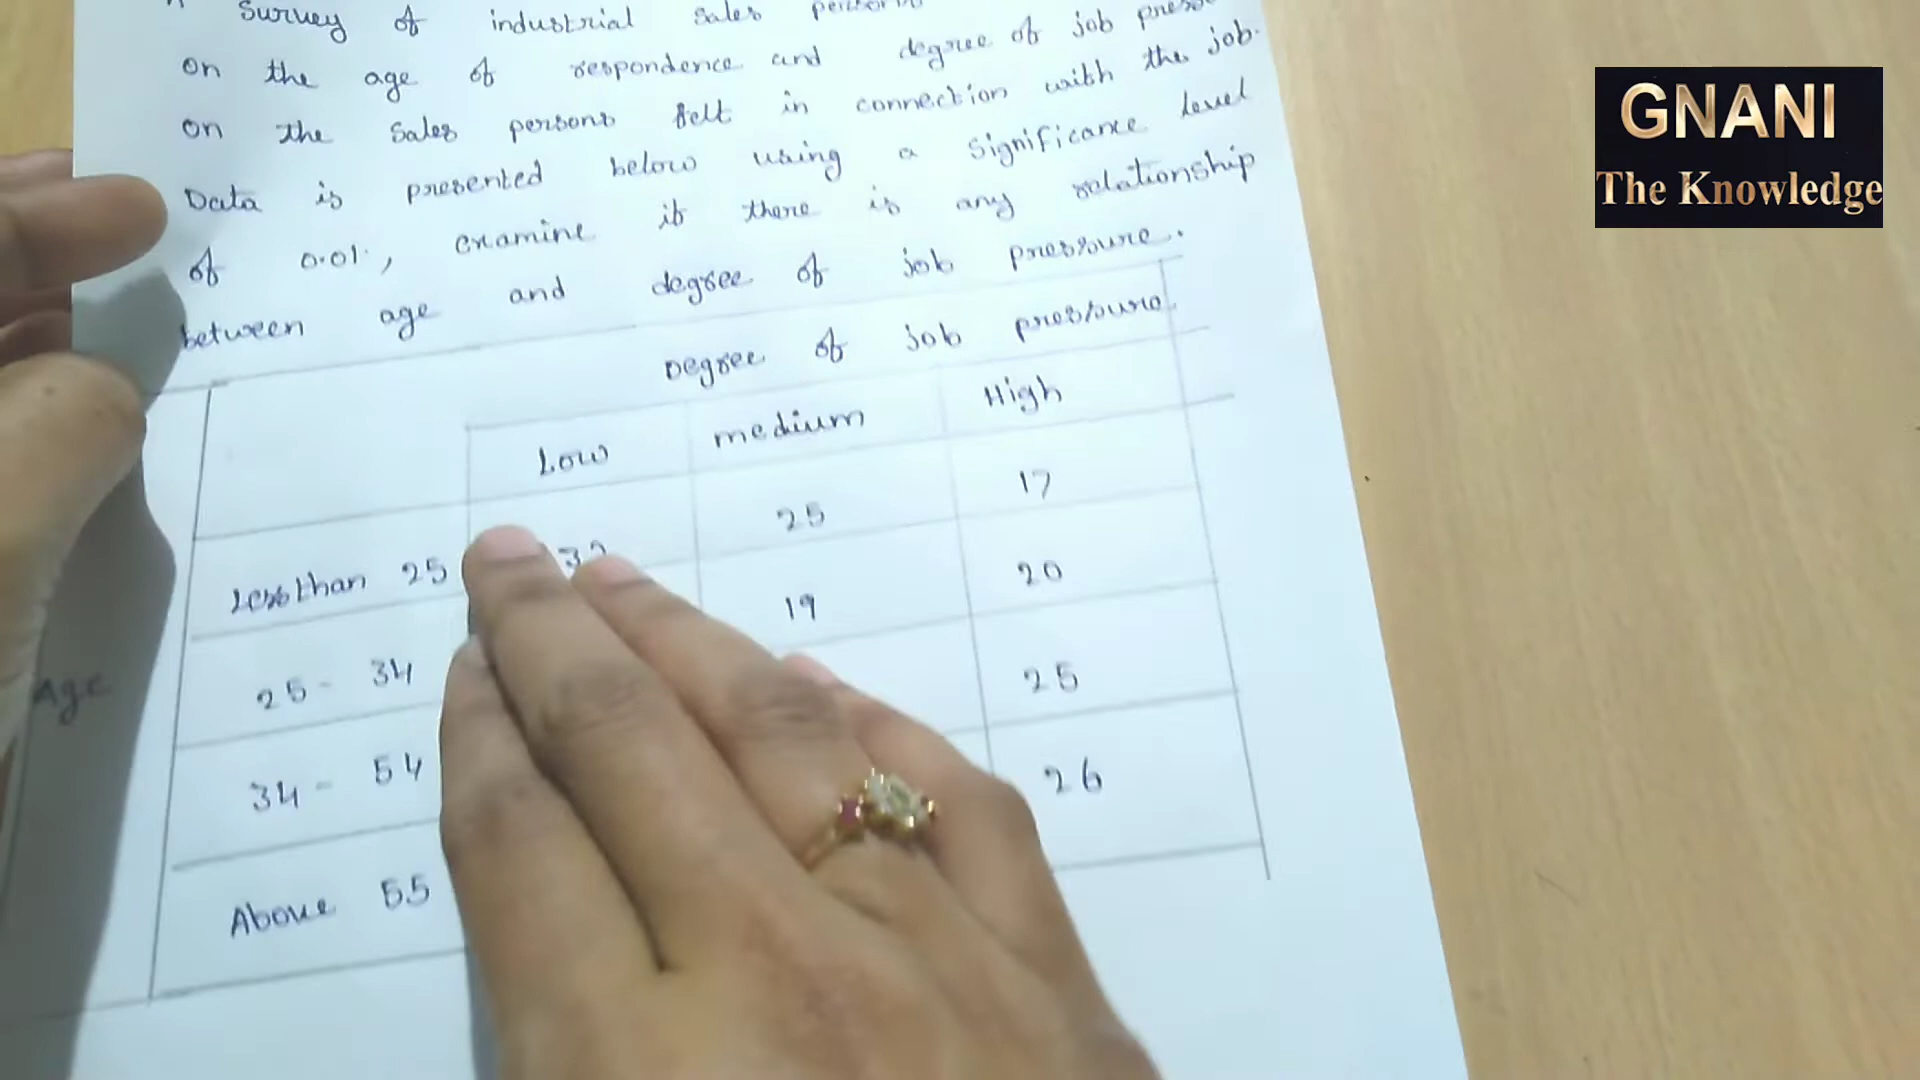 Survey of industrial sales
on the age of respondence and degree of job
on the sales persons felt in connection with the job.
Data is presented below using a significance level
of 0.01., examine if there is any relationship
between age and degree of job pressure.
Degree of job pressure.
Low medium High
Less than 25 32 25 17
25 - 34 19 20
Age
34 - 54 25
Above 55 26
GNANI
The Knowledge